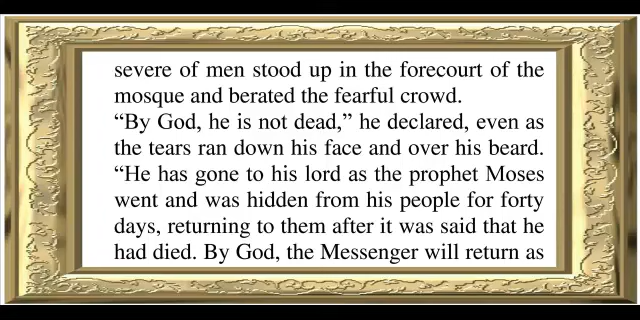 severe of men stood up in the forecourt of the
mosque and berated the fearful crowd.
“By God, he is not dead,” he declared, even as
the tears ran down his face and over his beard.
“He has gone to his lord as the prophet Moses
went and was hidden from his people for forty
days, returning to them after it was said that he
had died. By God, the Messenger will return as